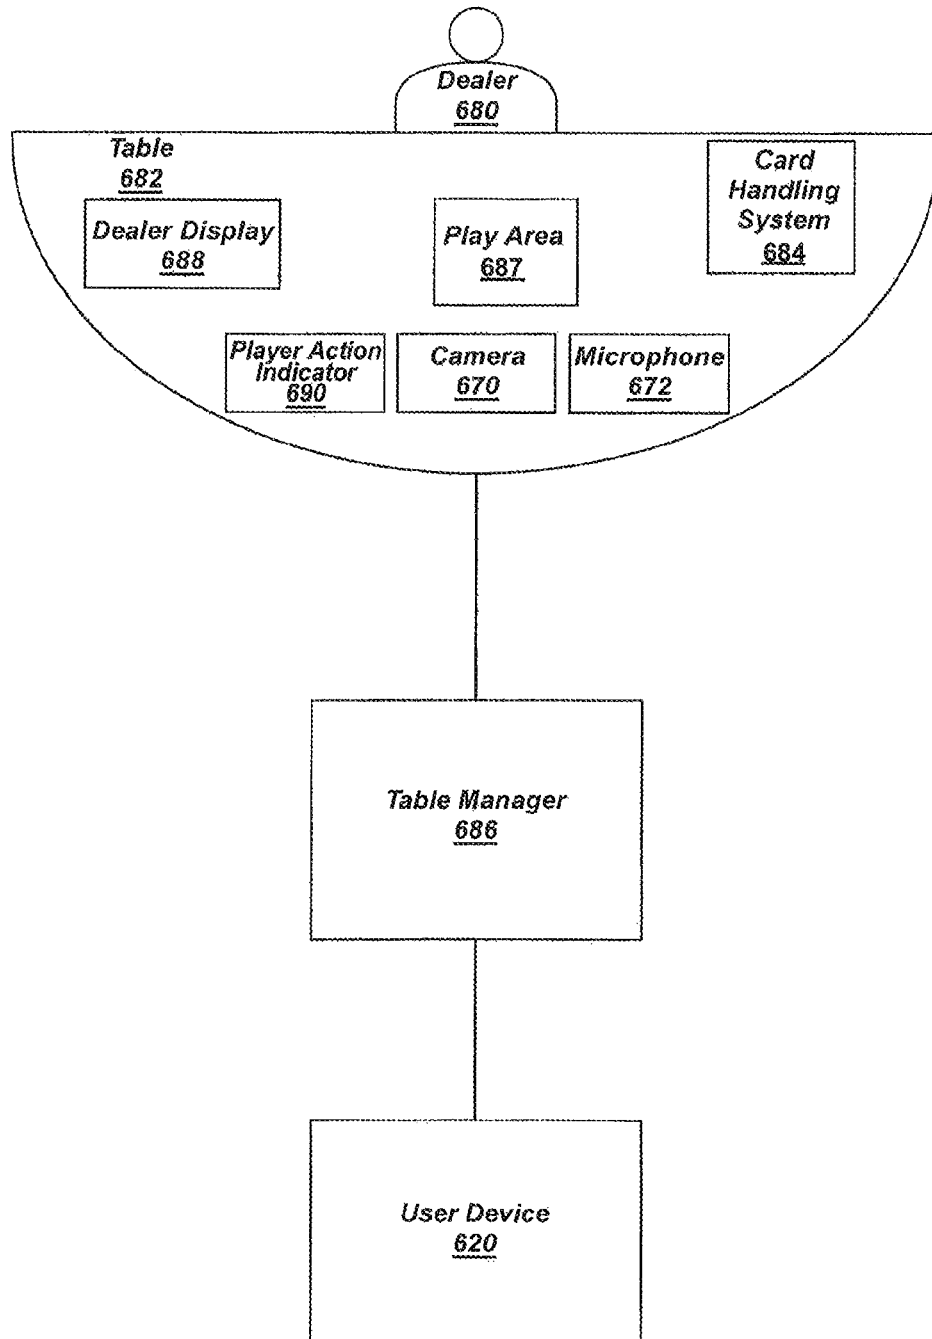 Dealer
680
Table
682
Card
Handling
System
684
Dealer Display
688
Play Area
687
Player Action
Indicator
690
Camera
670
Microphone
672
Table Manager
686
User Device
620